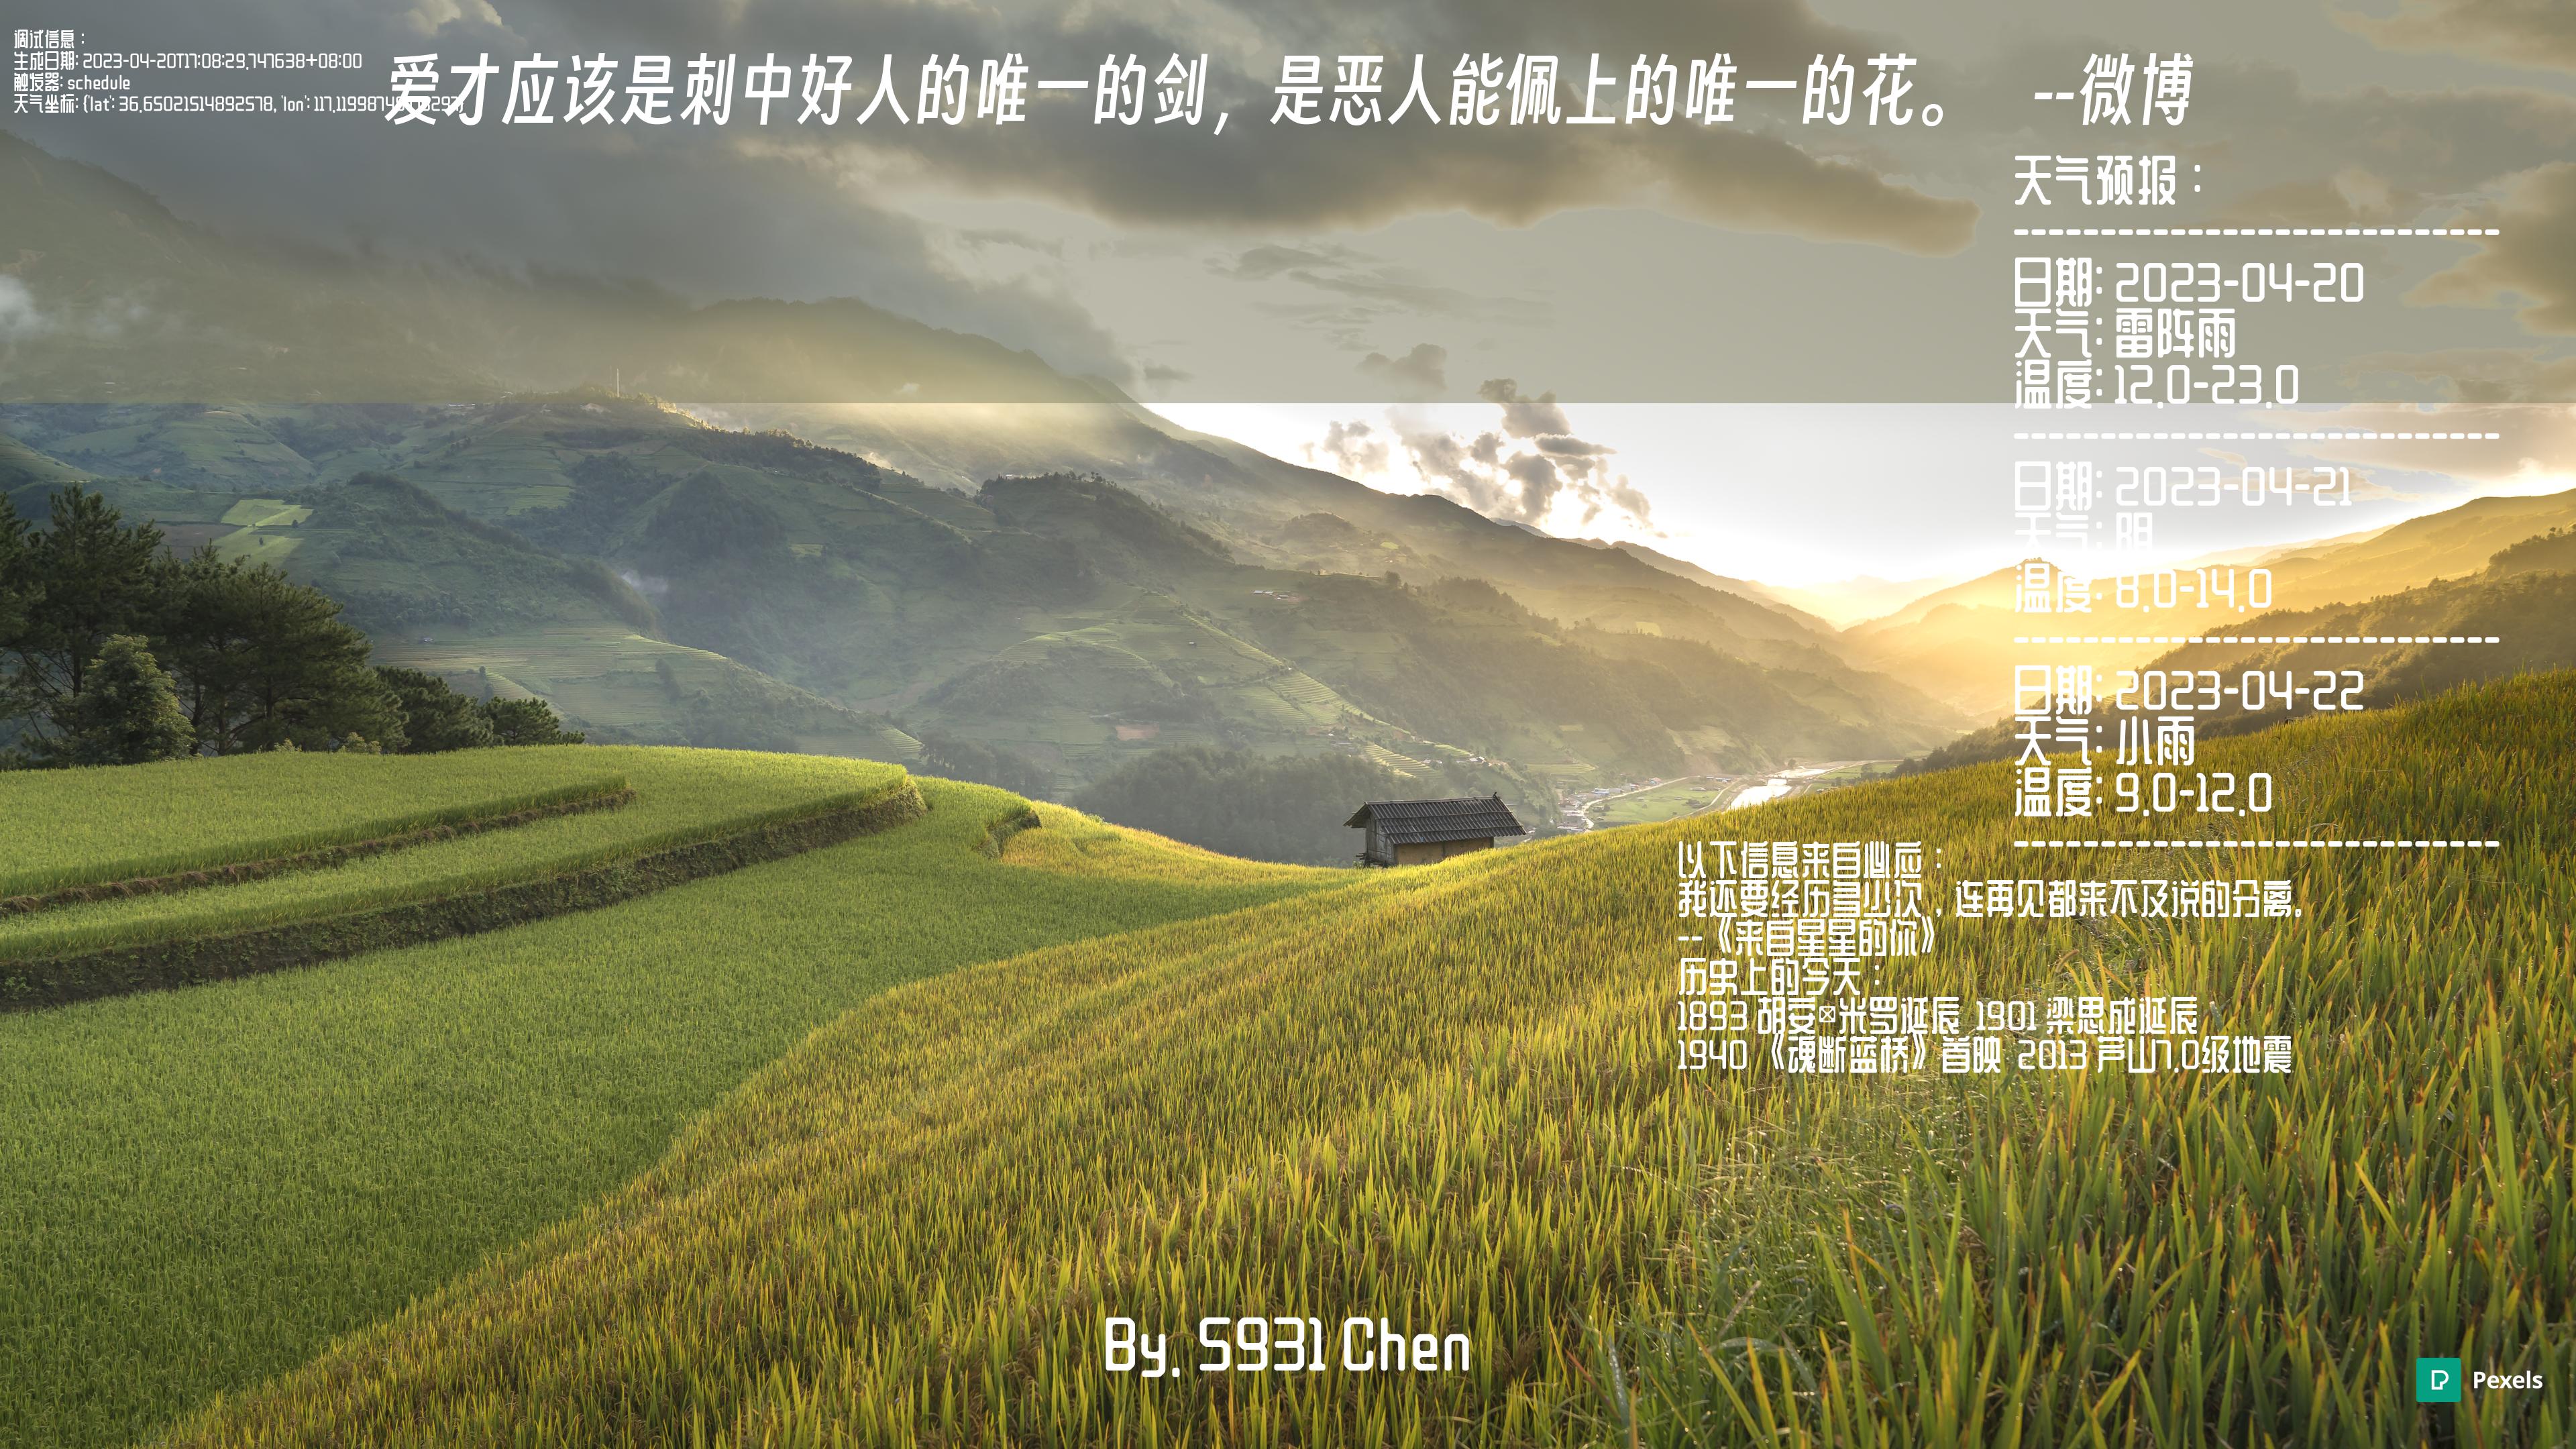 调试信息：
生成日期: 2023-04-20T17:08:29.747638+08:00
触发器: schedule
天气坐标: {'lat': 36.65021514892578, 'lon': 117.11998748
爱才应该是刺中好人的唯一的剑，是恶人能佩上的唯一的花。 --微博
天气预报：
----------------------------
日期: 2023-04-20
天气: 雷阵雨
温度: 12.0-23.0
----------------------------
日期: 2023-04-21
天气: 阴
温度: 8.0-14.0
----------------------------
日期: 2023-04-22
天气: 小雨
温度: 9.0-12.0
----------------------------
以下信息来自必应：
我还要经历多少次，连再见都来不及说的分离。
--《来自星星的你》
历史上的今天：
1893 胡安米罗诞辰 1901 梁思成诞辰
1940 《魂断蓝桥》首映 2013 芦山7.0级地震
By. S931 Chen
Pexels